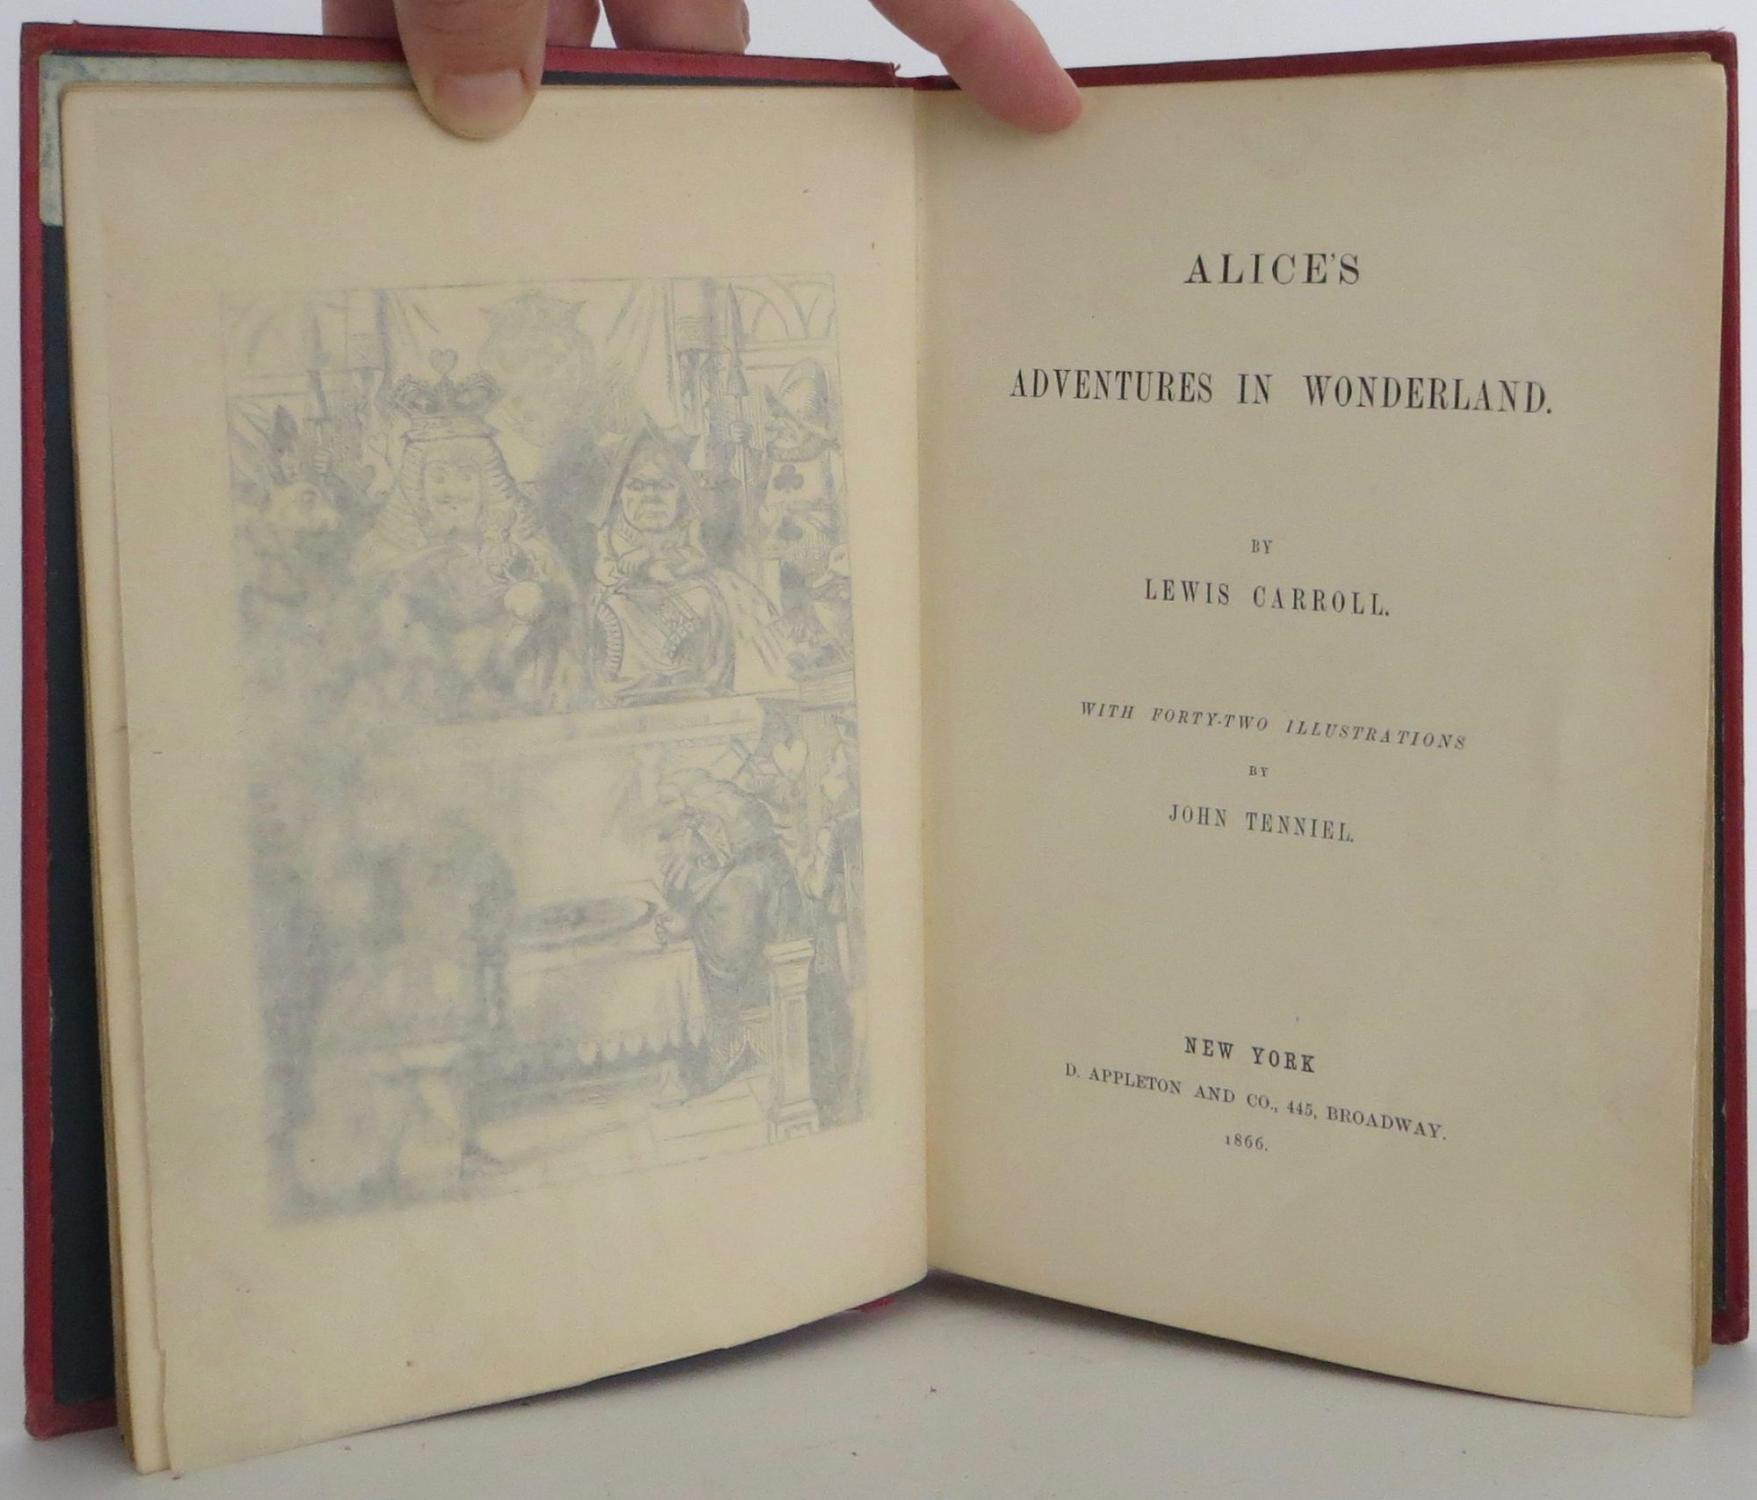 ALICE'S
ADVENTURES IN WONDERLAND.
BY
LEWIS CARROLL.
WITH FORTY-TWO ILLUSTRATIONS
BY
JOHN TENNIEL.
NEW YORK
D. APPLETON AND CO., 445, BROADWAY.
1866.